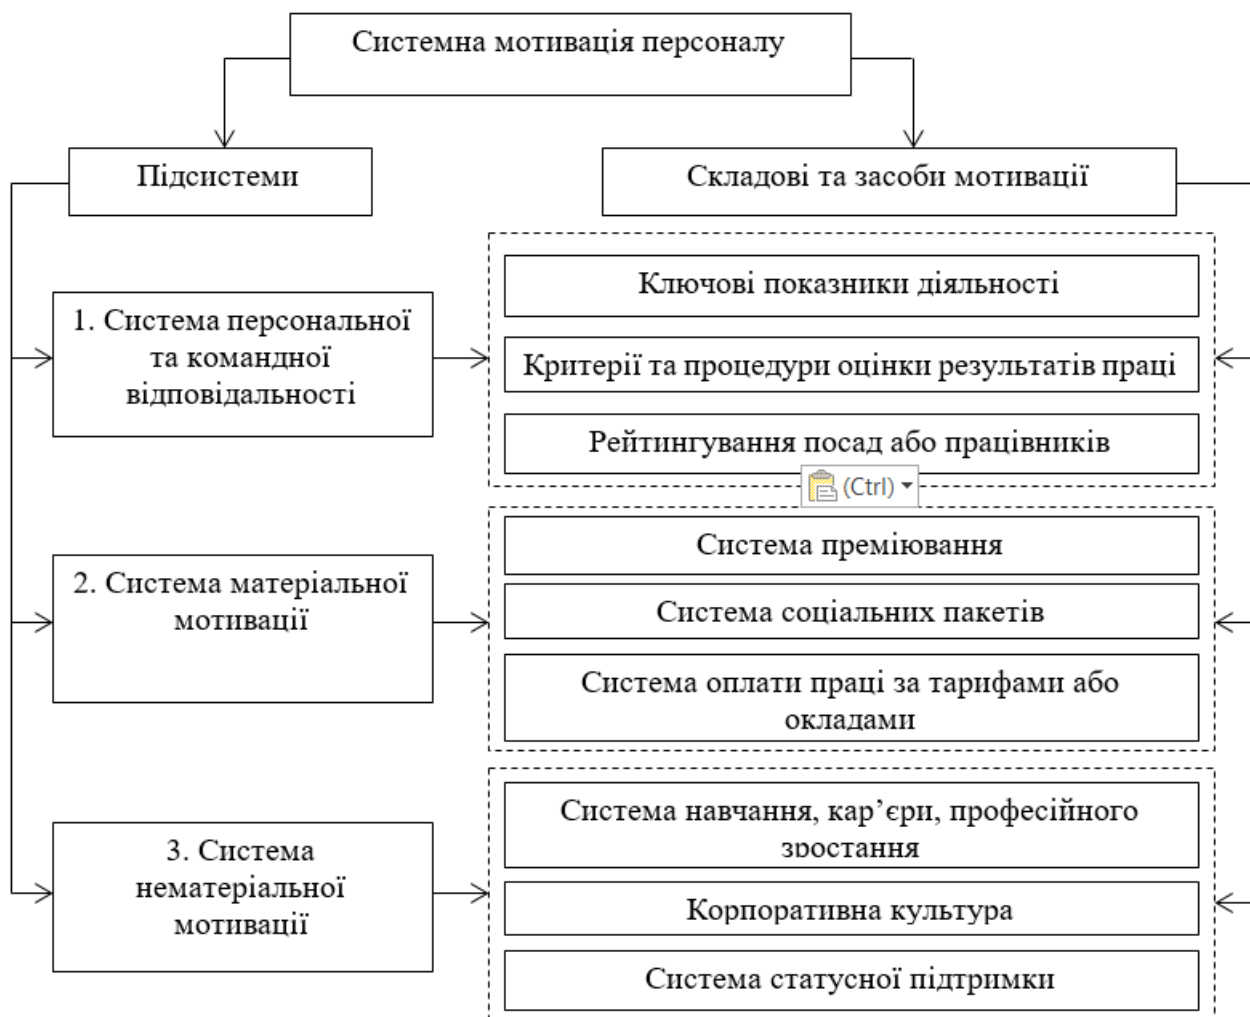 Системна мотивація персоналу
Підсистеми
Складові та засоби мотивації
1. Система персональної
та командної
відповідальності
Ключові показники діяльності
Критерії та процедури оцінки результатів праці
Рейтингування посад або працівників
(Ctrl)
2. Система матеріальної
мотивації
Система преміювання
Система соціальних пакетів
Система оплати праці за тарифами або
окладами
3. Система
нематеріальної
мотивації
Система навчання, кар’єри, професійного
зростання
Корпоративна культура
Система статусної підтримки